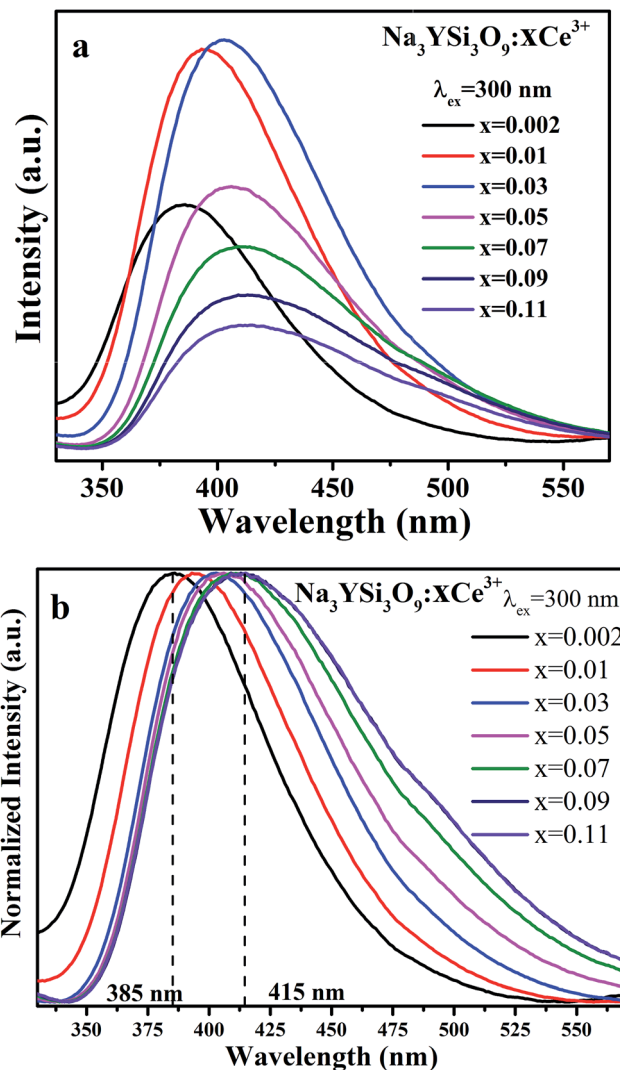 a
Na₃YSi₃O₉:xCe³⁺
λex=300 nm
x=0.002
x=0.01
x=0.03
x=0.05
x=0.07
x=0.09
x=0.11
Intensity (a.u.)
350 400 450 500 550
Wavelength (nm)
b
Na₃YSi₃O₉:xCe³⁺ λex=300 nm
x=0.002
x=0.01
x=0.03
x=0.05
x=0.07
x=0.09
x=0.11
385 nm 415 nm
Normalized Intensity (a.u.)
350 375 400 425 450 475 500 525 550
Wavelength (nm)